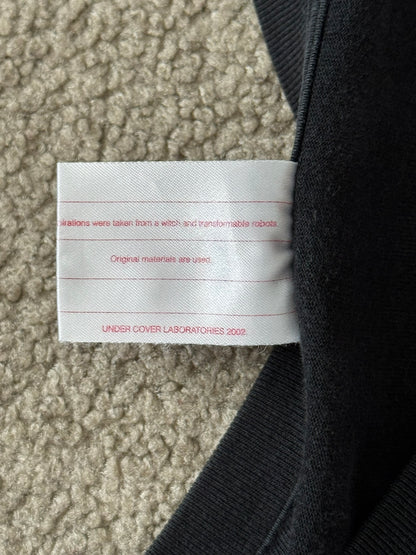 pirations were taken from a witch and transformable robots.
Original materials are used.
UNDER COVER LABORATORIES 2002.